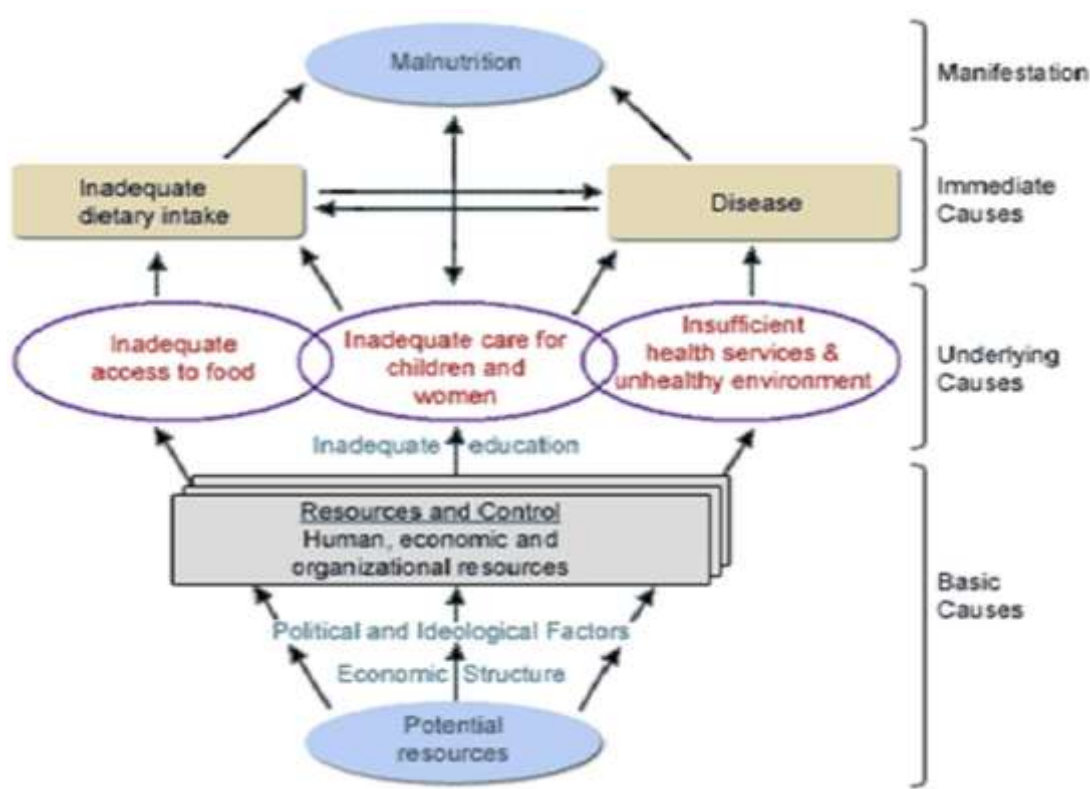 Malnutrition
Manifestation
Inadequate
dietary intake
Disease
Immediate
Causes
Inadequate
access to food
Inadequate care for
children and
women
Insufficient
health services &
unhealthy environment
Underlying
Causes
Inadequate education
Resources and Control
Human, economic and
organizational resources
Basic
Causes
Political and Ideological Factors
Economic Structure
Potential
resources